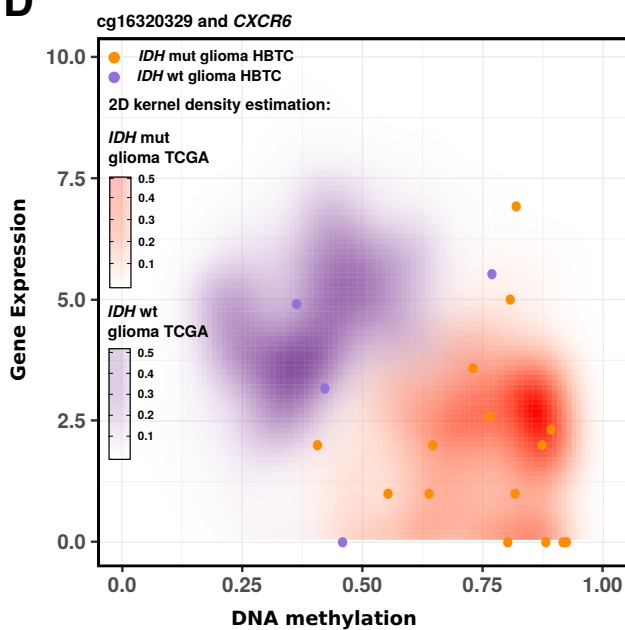 D
cg16320329 and CXCR6
IDH mut glioma HBTC
IDH wt glioma HBTC
2D kernel density estimation:
IDH mut
glioma TCGA
0.5
0.4
0.3
0.2
0.1
IDH wt
glioma TCGA
0.5
0.4
0.3
0.2
0.1
Gene Expression
10.0
7.5
5.0
2.5
0.0
0.0 0.25 0.50 0.75 1.00
DNA methylation